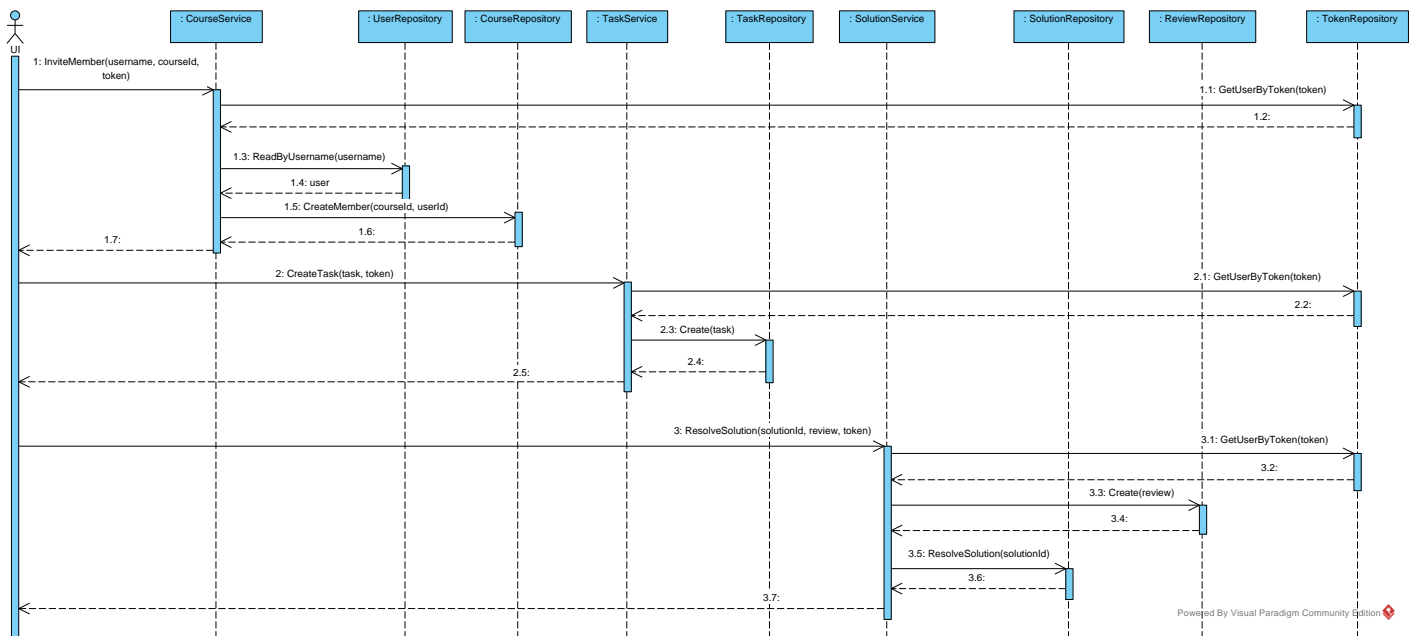 : CourseService
: UserRepository
: CourseRepository
: TaskService
: TaskRepository
: SolutionService
: SolutionRepository
: ReviewRepository
: TokenRepository
UI
1: InviteMember(username, courseId,
token)
1.1: GetUserByToken(token)
1.2:
1.3: ReadByUsername(username)
1.4: user
1.5: CreateMember(courseId, userId)
1.6:
1.7:
2: CreateTask(task, token)
2.1: GetUserByToken(token)
2.2:
2.3: Create(task)
2.4:
2.5:
3: ResolveSolution(solutionId, review, token)
3.1: GetUserByToken(token)
3.2:
3.3: Create(review)
3.4:
3.5: ResolveSolution(solutionId)
3.6:
3.7:
Powered By Visual Paradigm Community Edition